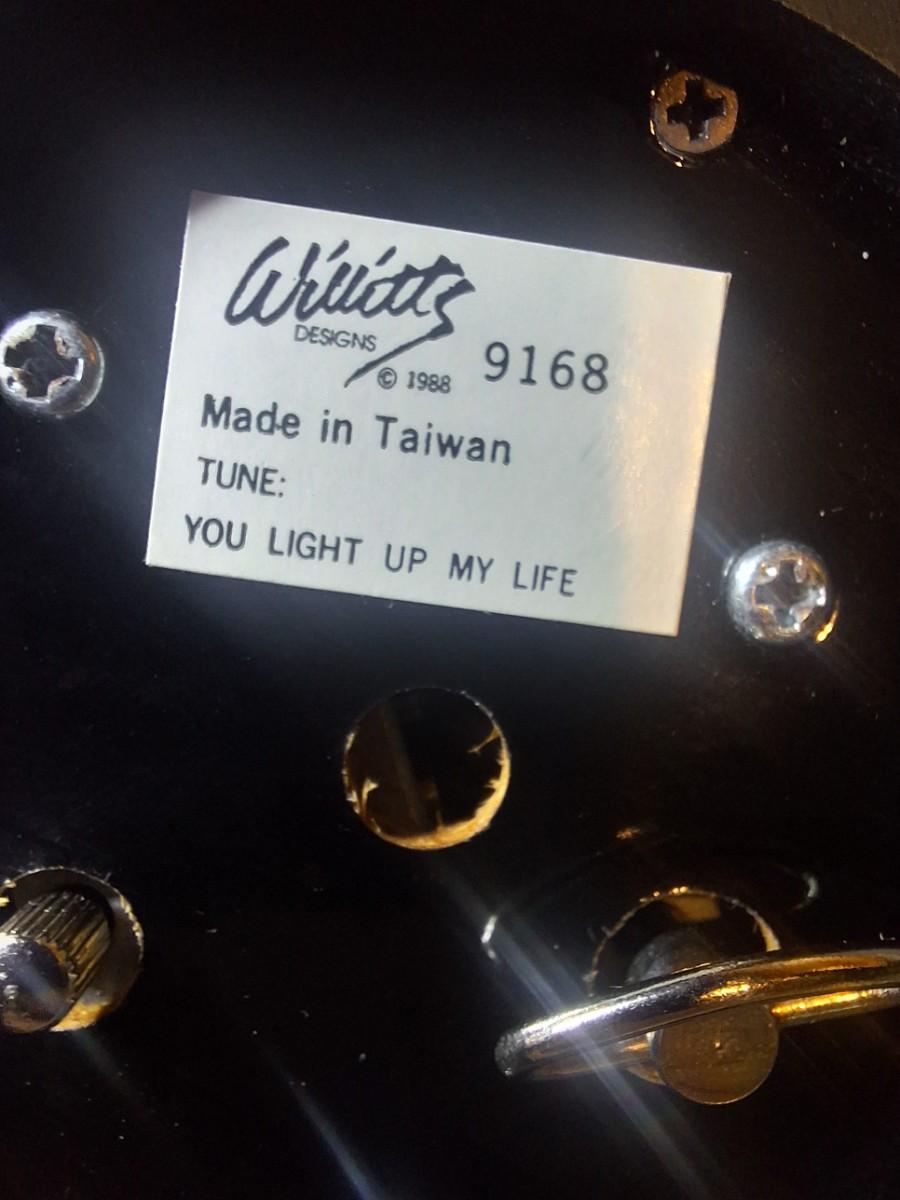 Willitts
DESIGNS
© 1988 9168
Made in Taiwan
TUNE:
YOU LIGHT UP MY LIFE